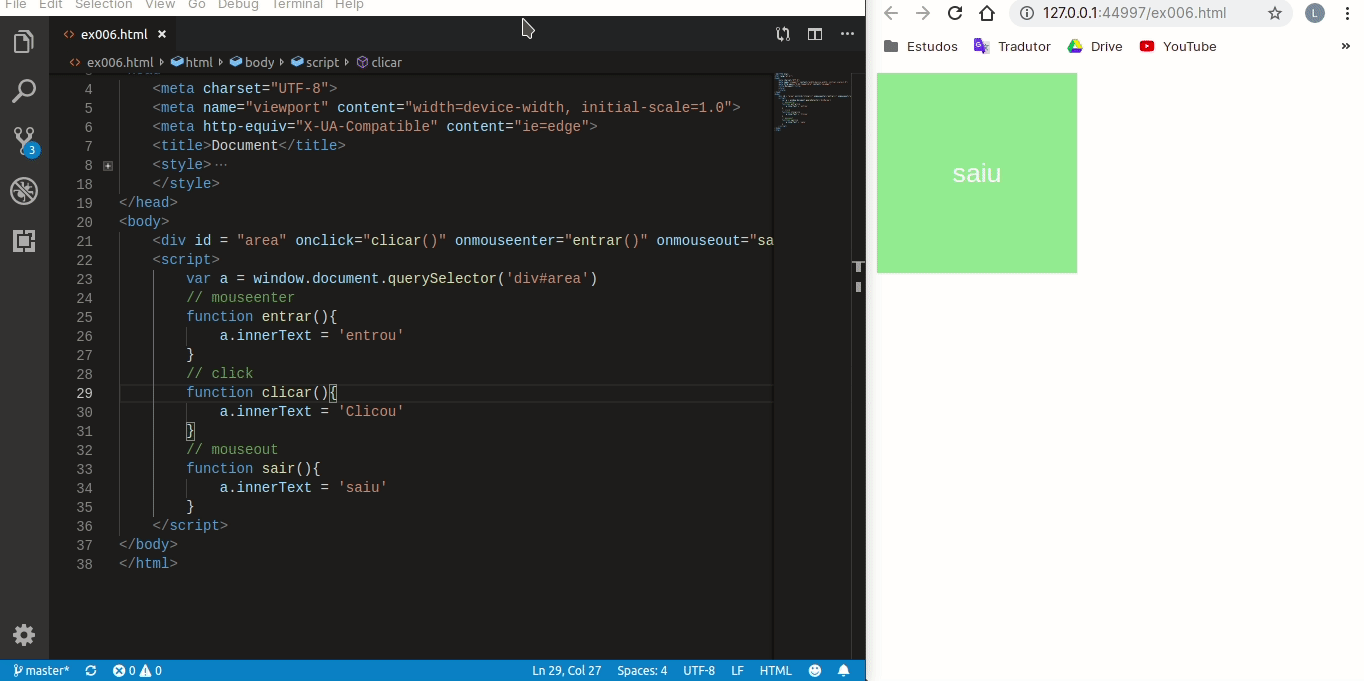 File Edit Selection View Go Debug Terminal Help
ex006.html ×
ex006.html html body script clicar
4 <meta charset="UTF-8">
5 <meta name="viewport" content="width=device-width, initial-scale=1.0">
6 <meta http-equiv="X-UA-Compatible" content="ie=edge">
7 <title>Document</title>
8 <style>···
18 </style>
19 </head>
20 <body>
21 <div id = "area" onclick="clicar()" onmouseenter="entrar()" onmouseout="sa
22 <script>
23 var a = window.document.querySelector('div#area')
24 // mouseenter
25 function entrar(){
26 a.innerText = 'entrou'
27 }
28 // click
29 function clicar(){
30 a.innerText = 'Clicou'
31 }
32 // mouseout
33 function sair(){
34 a.innerText = 'saiu'
35 }
36 </script>
37 </body>
38 </html>
3
master* 0 0 Ln 29, Col 27 Spaces: 4 UTF-8 LF HTML
127.0.0.1:44997/ex006.html L
Estudos Tradutor Drive YouTube »
saiu